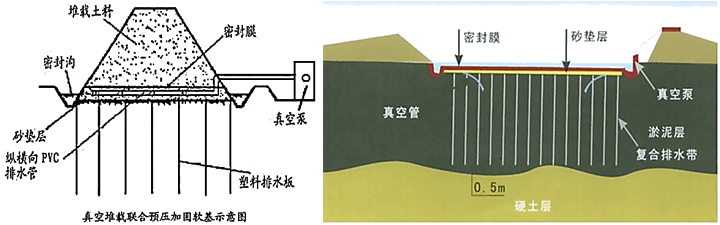 堆载土料
密封膜
密封沟
真空泵
砂垫层
纵横向 PVC
排水管
塑料排水板
真空堆载联合预压加固软基示意图
密封膜
砂垫层
真空泵
真空管
淤泥层
复合排水带
0.5m
硬土层